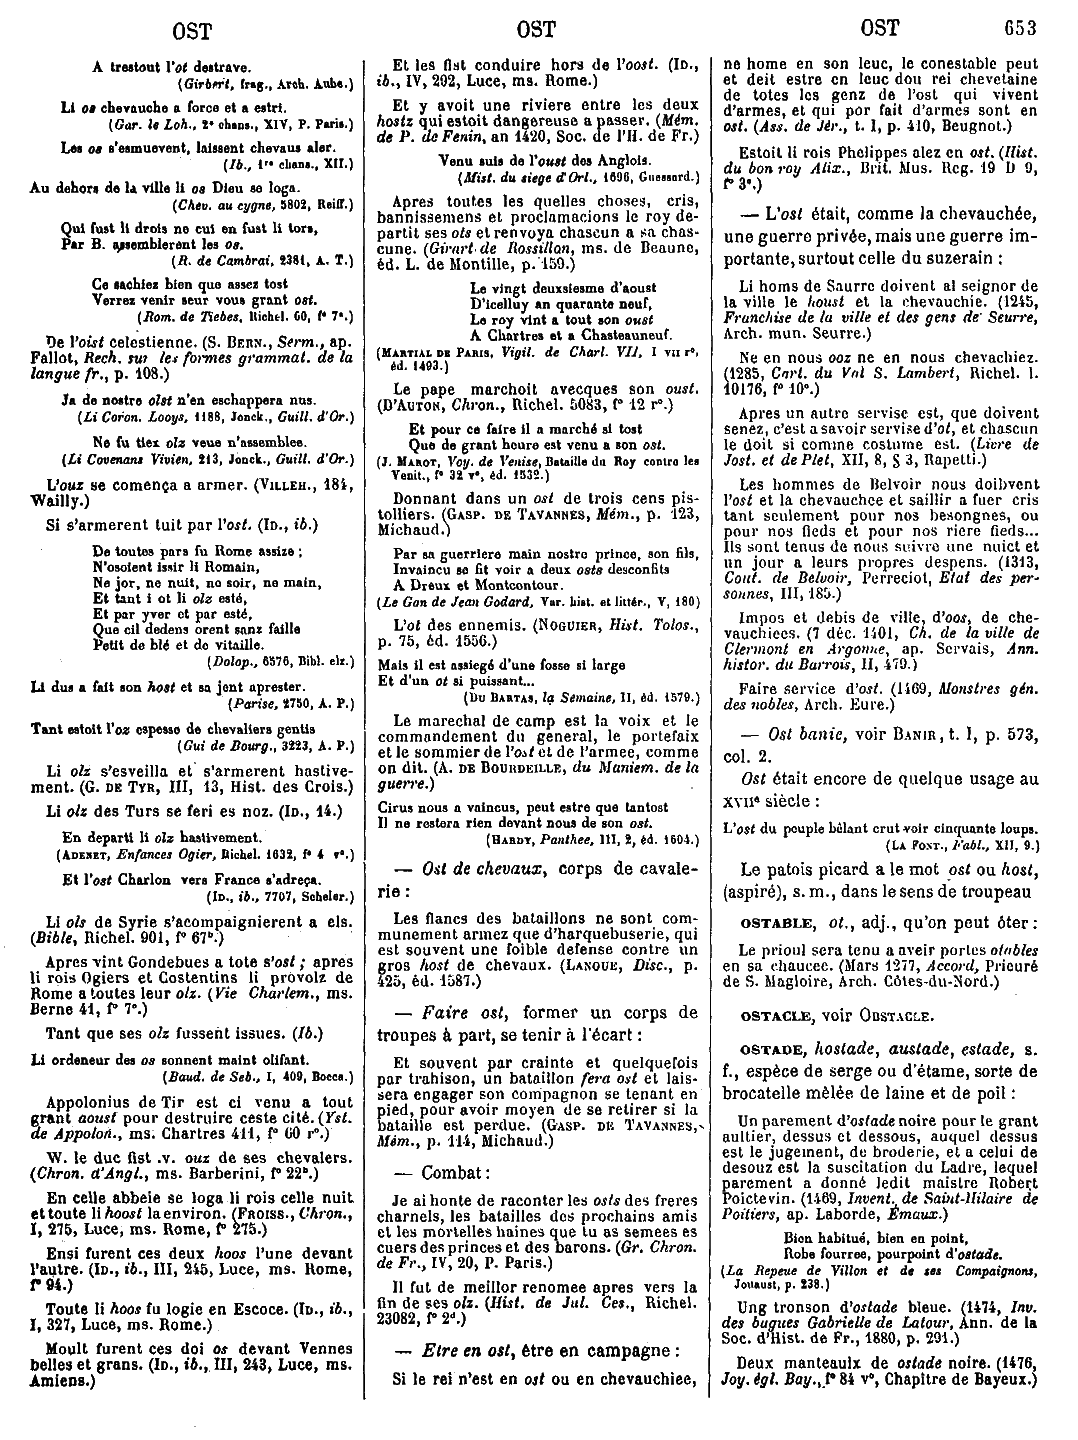 OST
OST
OST 653
A trestout l'ot destrave.
(Girbert, frag., Arch. Aube.)
Li os chevauche a force et a estri.
(Gar. le Loh., 2e chans., XIV, P. Paris.)
Les os s'esmuevent, laissent chevaus aler.
(Ib., 1re chans., XII.)
Au dehors de la ville li os Dieu se loga.
(Chev. au cygne, 5802, Reiff.)
Qui fust li drois ne cui en fust li tors,
Par B. assemblerent les os.
(R. de Cambrai, 2381, A. T.)
Ce sachiez bien que assez tost
Verrez venir seur vous grant ost.
(Rom. de Tiebes, Richel. 60, f° 7a.)
De l'oist celestienne. (S. BERN., Serm., ap.
Fallot, Rech. sur les formes grammat. de la
langue fr., p. 108.)
Ja de nostre olst n'en eschappera nus.
(Li Coron. Looys, 1188, Jonck., Guill. d'Or.)
Ne fu tiex olz veue n'assemblee.
(Li Covenans Vivien, 213, Jonck., Guill. d'Or.)
L'ouz se comença a armer. (VILLEH., 184,
Wailly.)
Si s'armerent tuit par l'ost. (ID., ib.)
De toutes pars fu Rome assize ;
N'osoient issir li Romain,
Ne jor, ne nuit, ne soir, ne main,
Et tant i ot li olz esté,
Et par yver et par esté,
Que cil dedens orent sanz faille
Petit de blé et de vitaille.
(Dolop., 6576, Bibl. elz.)
Li dus a fait son host et sa jent aprester.
(Parise, 2750, A. P.)
Tant estoit l'oz espesse de chevaliers gentis
(Gui de Bourg., 3223, A. P.)
Li olz s'esveilla et s'armerent hastive-
ment. (G. DE TYR, III, 13, Hist. des Crois.)
Li olz des Turs se feri es noz. (ID., 14.)
En departi li olz hastivement.
(ADENET, Enfances Ogier, Richel. 1632, f° 4 r°.)
Et l'ost Charlon vers France s'adreça.
(ID., ib., 7707, Scheler.)
Li ols de Syrie s'acompaignierent a els.
(Bible, Richel. 901, f° 67b.)
Apres vint Gondebues a tote s'ost ; apres
li rois Ogiers et Costentins li provolz de
Rome a toutes leur olz. (Vie Charlem., ms.
Berne 41, f° 7c.)
Tant que ses olz fussent issues. (Ib.)
Li ordeneur des os sonnent maint olifant.
(Baud. de Seb., I, 409, Bocca.)
Appolonius de Tir est ci venu a tout
grant aoust pour destruire ceste cité. (Yst.
de Appolon., ms. Chartres 411, f° 60 r°.)
W. le duc fist .v. ouz de ses chevalers.
(Chron. d'Angl., ms. Barberini, f° 22b.)
En celle abbeie se loga li rois celle nuit
et toute li hoost la environ. (FROISS., Chron.,
I, 275, Luce, ms. Rome, f° 275.)
Ensi furent ces deux hoos l'une devant
l'autre. (ID., ib., III, 245, Luce, ms. Rome,
f° 94.)
Toute li hoos fu logie en Escoce. (ID., ib.,
I, 327, Luce, ms. Rome.)
Moult furent ces doi os devant Vennes
belles et grans. (ID., ib., III, 243, Luce, ms.
Amiens.)
Et les fist conduire hors de l'oost. (ID.,
ib., IV, 292, Luce, ms. Rome.)
Et y avoit une riviere entre les deux
hostz qui estoit dangereuse a passer. (Mém.
de P. de Fenin, an 1420, Soc. de l'H. de Fr.)
Venu suis de l'oust des Anglois.
(Mist. du siege d'Orl., 1696, Guessard.)
Apres toutes les quelles choses, cris,
bannissemens et proclamacions le roy de-
partit ses ots et renvoya chascun a sa chas-
cune. (Girart de Rossillon, ms. de Beaune,
éd. L. de Montille, p. 159.)
Le vingt deuxsiesme d'aoust
D'icelluy an quarante neuf,
Le roy vint a tout son oust
A Chartres et a Chasteauneuf.
(MARTIAL DE PARIS, Vigil. de Charl. VII, I VII r°,
éd. 1493.)
Le pape marchoit avecques son oust.
(D'AUTON, Chron., Richel. 5083, f° 12 r°.)
Et pour ce faire il a marché si tost
Que de grant heure est venu a son ost.
(J. MAROT, Voy. de Venise, Bataille du Roy contre les
Venit., f° 32 v°, éd. 1532.)
Donnant dans un ost de trois cens pis-
tolliers. (GASP. DE TAVANNES, Mém., p. 123,
Michaud.)
Par sa guerriere main nostre prince, son fils,
Invaincu se fit voir a deux osts desconfits
A Dreux et Montcontour.
(Le Gan de Jean Godard, Var. hist. et littér., V, 180)
L'ot des ennemis. (NOGUIER, Hist. Tolos.,
p. 75, éd. 1556.)
Mais il est assiegé d'une fosse si large
Et d'un ot si puissant...
(DU BARTAS, la Semaine, II, éd. 1579.)
Le marechal de camp est la voix et le
commandement du general, le portefaix
et le sommier de l'ost et de l'armee, comme
on dit. (A. DE BOURDEILLE, du Maniem. de la
guerre.)
Cirus nous a vaincus, peut estre que tantost
Il ne restera rien devant nous de son ost.
(HARDY, Panthee, III, 2, éd. 1604.)
— Ost de chevaux, corps de cavale-
rie :
Les flancs des bataillons ne sont com-
munement armez que d'harquebuserie, qui
est souvent une foible defense contre un
gros host de chevaux. (LANOUE, Disc., p.
425, éd. 1587.)
— Faire ost, former un corps de
troupes à part, se tenir à l'écart :
Et souvent par crainte et quelquefois
par trahison, un bataillon fera ost et lais-
sera engager son compagnon se tenant en
pied, pour avoir moyen de se retirer si la
bataille est perdue. (GASP. DE TAVANNES,
Mém., p. 114, Michaud.)
— Combat :
Je ai honte de raconter les osts des freres
charnels, les batailles des prochains amis
et les mortelles haines que tu as semees es
cuers des princes et des barons. (Gr. Chron.
de Fr., IV, 20, P. Paris.)
Il fut de meillor renomee apres vers la
fin de ses olz. (Hist. de Jul. Ces., Richel.
23082, f° 2d.)
— Etre en ost, être en campagne :
Si le rei n'est en ost ou en chevauchiee,
ne home en son leuc, le conestable peut
et deit estre en leuc dou rei chevetaine
de totes les genz de l'ost qui vivent
d'armes, et qui por fait d'armes sont en
ost. (Ass. de Jér., t. I, p. 410, Beugnot.)
Estoit li rois Phelippes alez en ost. (Hist.
du bon roy Alix., Brit. Mus. Reg. 19 D 9,
f° 3a.)
— L'ost était, comme la chevauchée,
une guerre privée, mais une guerre im-
portante, surtout celle du suzerain :
Li homs de Saurre doivent al seignor de
la ville le houst et la chevauchie. (1245,
Franchise de la ville et des gens de Seurre,
Arch. mun. Seurre.)
Ne en nous ooz ne en nous chevachiez.
(1285, Cart. du Val S. Lambert, Richel. l.
10176, f° 10a.)
Apres un autre servise est, que doivent
senez, c'est a savoir servise d'ot, et chascun
le doit si comme costume est. (Livre de
Jost. et de Plet, XII, 8, § 3, Rapetti.)
Les hommes de Belvoir nous doibvent
l'ost et la chevauchee et saillir a fuer cris
tant seulement pour nos besongnes, ou
pour nos fieds et pour nos riere fieds...
Ils sont tenus de nous suivre une nuict et
un jour a leurs propres despens. (1313,
Cout. de Belvoir, Perreciot, Etat des per-
sonnes, III, 185.)
Impos et debis de ville, d'oos, de che-
vauchiees. (7 déc. 1401, Ch. de la ville de
Clermont en Argonne, ap. Servais, Ann.
histor. du Barrois, II, 479.)
Faire service d'ost. (1469, Monstres gén.
des nobles, Arch. Eure.)
— Ost banie, voir BANIR, t. I, p. 573,
col. 2.
Ost était encore de quelque usage au
XVIIe siècle :
L'ost du peuple bêlant crut voir cinquante loups.
(LA FONT., Fabl., XII, 9.)
Le patois picard a le mot ost ou host,
(aspiré), s. m., dans le sens de troupeau
OSTABLE, ot., adj., qu'on peut ôter :
Le prioul sera tenu a aveir portes otables
en sa chaucee. (Mars 1277, Accord, Prieuré
de S. Magloire, Arch. Côtes-du-Nord.)
OSTACLE, voir OBSTACLE.
OSTADE, hostade, austade, estade, s.
f., espèce de serge ou d'étame, sorte de
brocatelle mêlée de laine et de poil :
Un parement d'ostade noire pour le grant
aultier, dessus et dessous, auquel dessus
est le jugement, de broderie, et a celui de
desouz est la suscitation du Ladre, lequel
parement a donné ledit maistre Robert
Poictevin. (1469, Invent. de Saint-Hilaire de
Poitiers, ap. Laborde, Emaux.)
Bien habitué, bien en point,
Robe fourree, pourpoint d'ostade.
(La Repeue de Villon et de ses Compaignons,
Jouaust, p. 238.)
Ung tronson d'ostade bleue. (1474, Inv.
des bagues Gabrielle de Latour, Ann. de la
Soc. d'Hist. de Fr., 1880, p. 291.)
Deux manteaulx de ostade noire. (1476,
Joy. égl. Bay., f° 84 v°, Chapitre de Bayeux.)